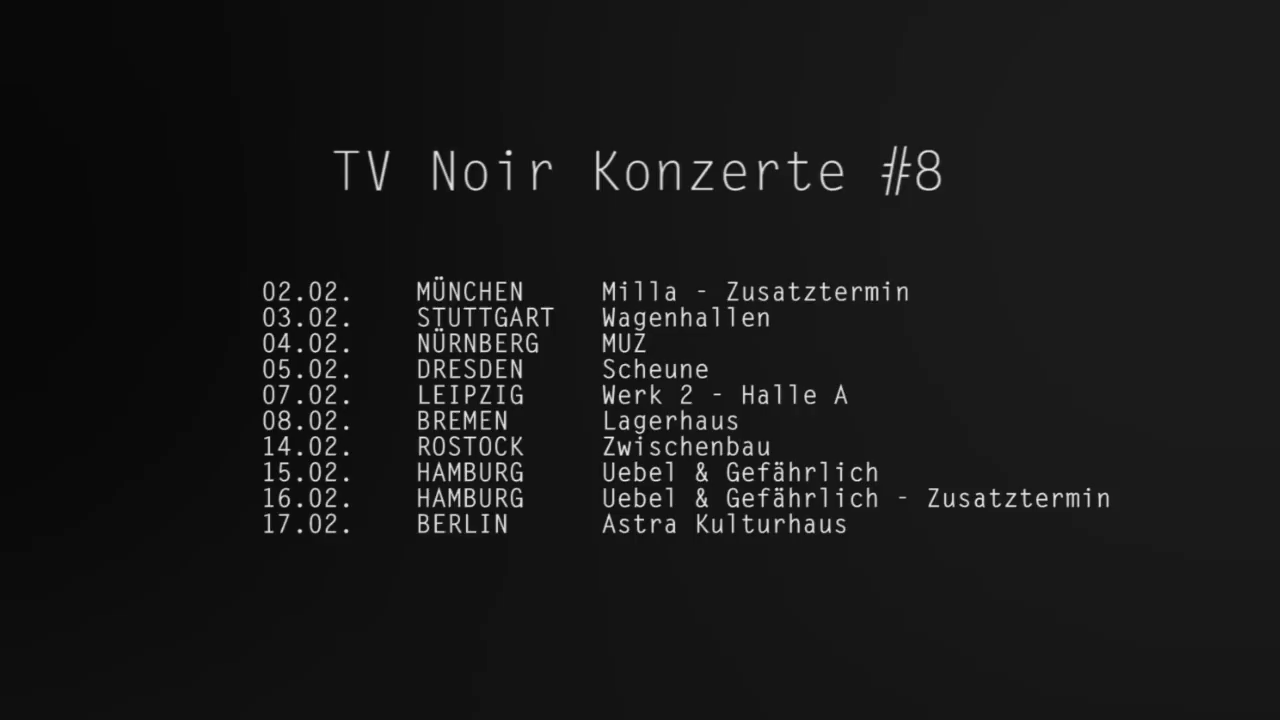 TV Noir Konzerte #8
02.02. MÜNCHEN Milla - Zusatztermin
03.02. STUTTGART Wagenhallen
04.02. NÜRNBERG MUZ
05.02. DRESDEN Scheune
07.02. LEIPZIG Werk 2 - Halle A
08.02. BREMEN Lagerhaus
14.02. ROSTOCK Zwischenbau
15.02. HAMBURG Uebel & Gefährlich
16.02. HAMBURG Uebel & Gefährlich - Zusatztermin
17.02. BERLIN Astra Kulturhaus